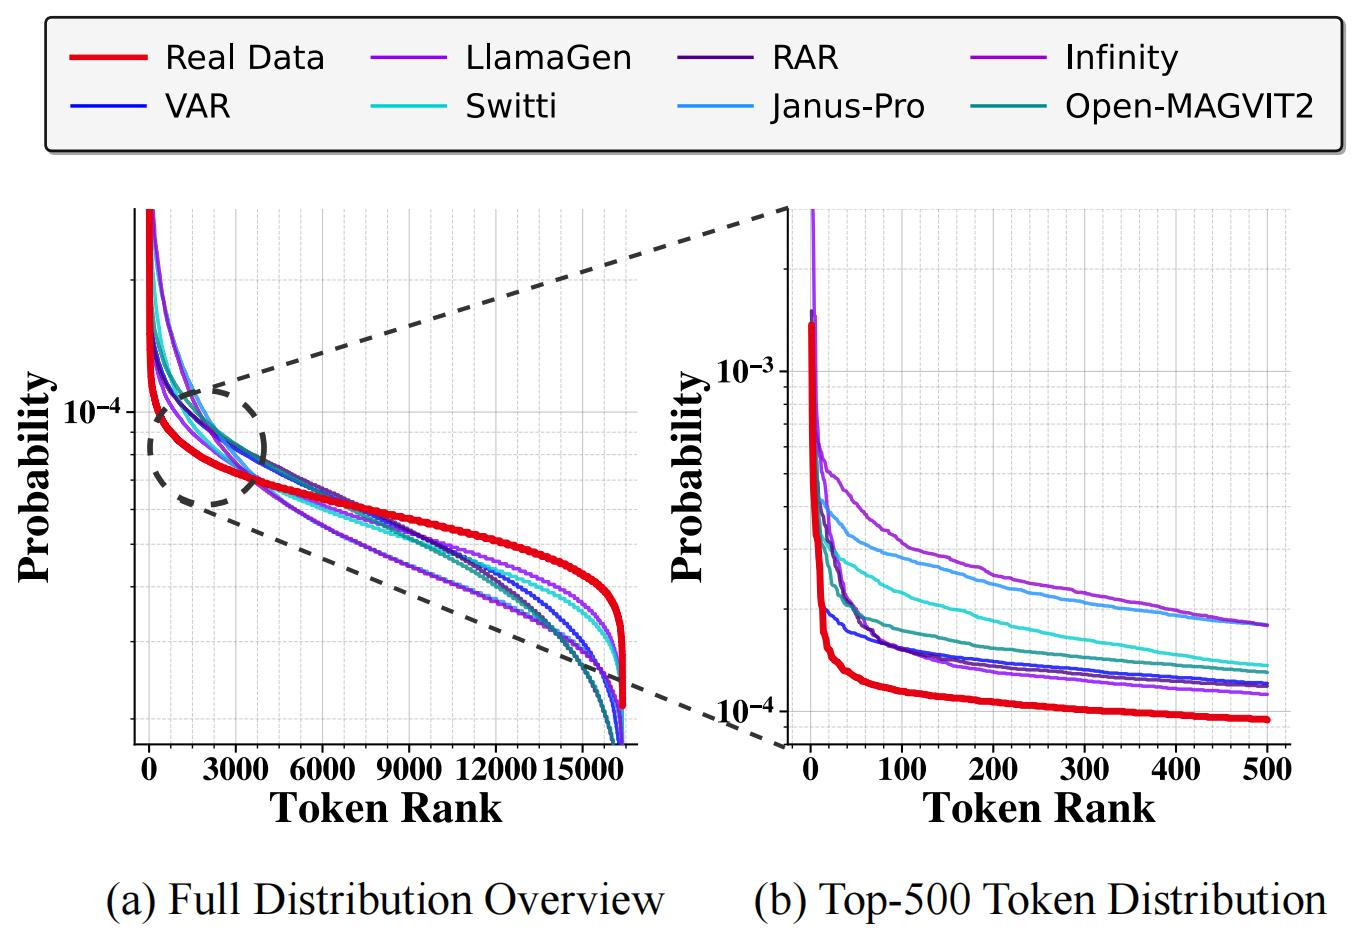 Real Data LlamaGen RAR Infinity
VAR Switti Janus-Pro Open-MAGVIT2
Probability
10⁻⁴
0 3000 6000 9000 12000 15000
Token Rank
(a) Full Distribution Overview
Probability
10⁻³
10⁻⁴
0 100 200 300 400 500
Token Rank
(b) Top-500 Token Distribution